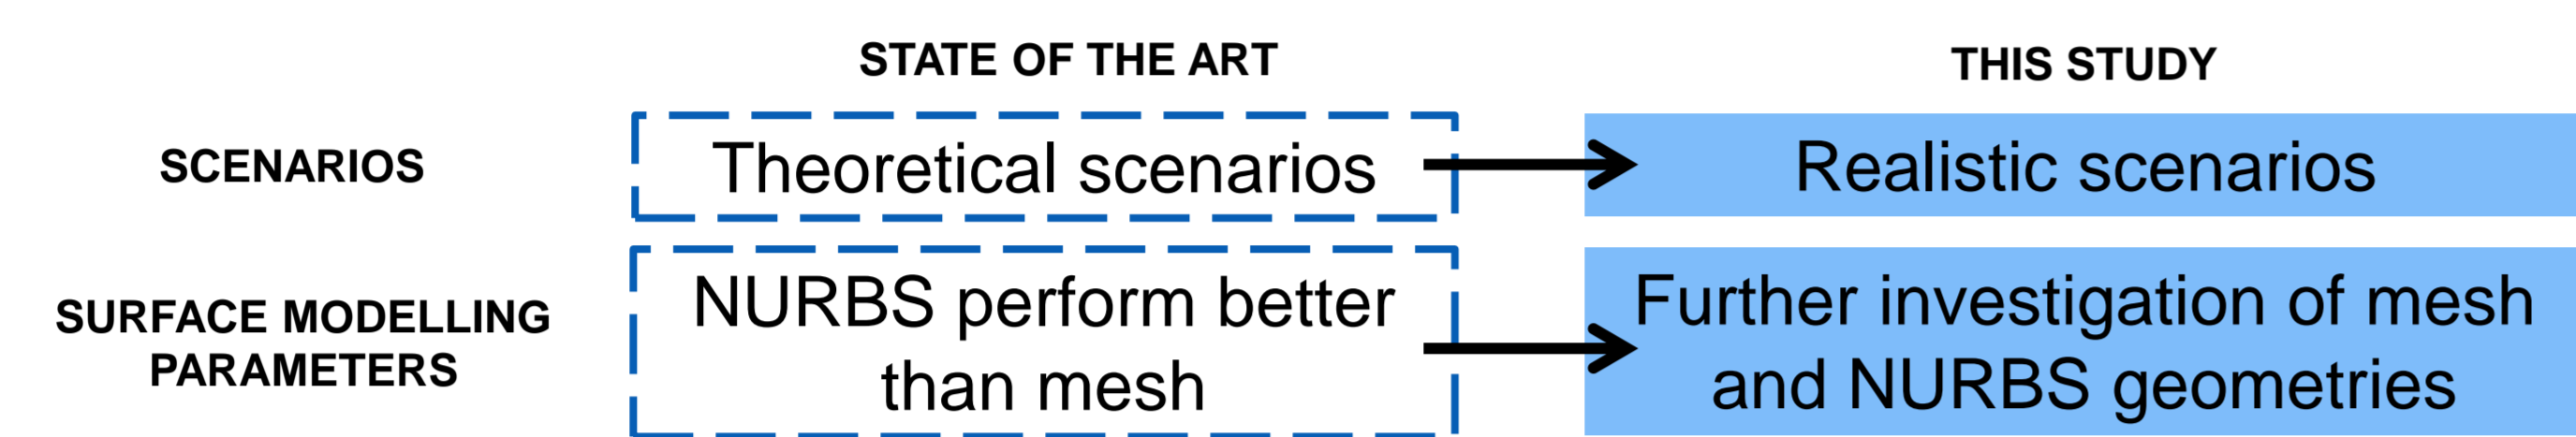 STATE OF THE ART
THIS STUDY
SCENARIOS
Theoretical scenarios
Realistic scenarios
SURFACE MODELLING
PARAMETERS
NURBS perform better
than mesh
Further investigation of mesh
and NURBS geometries